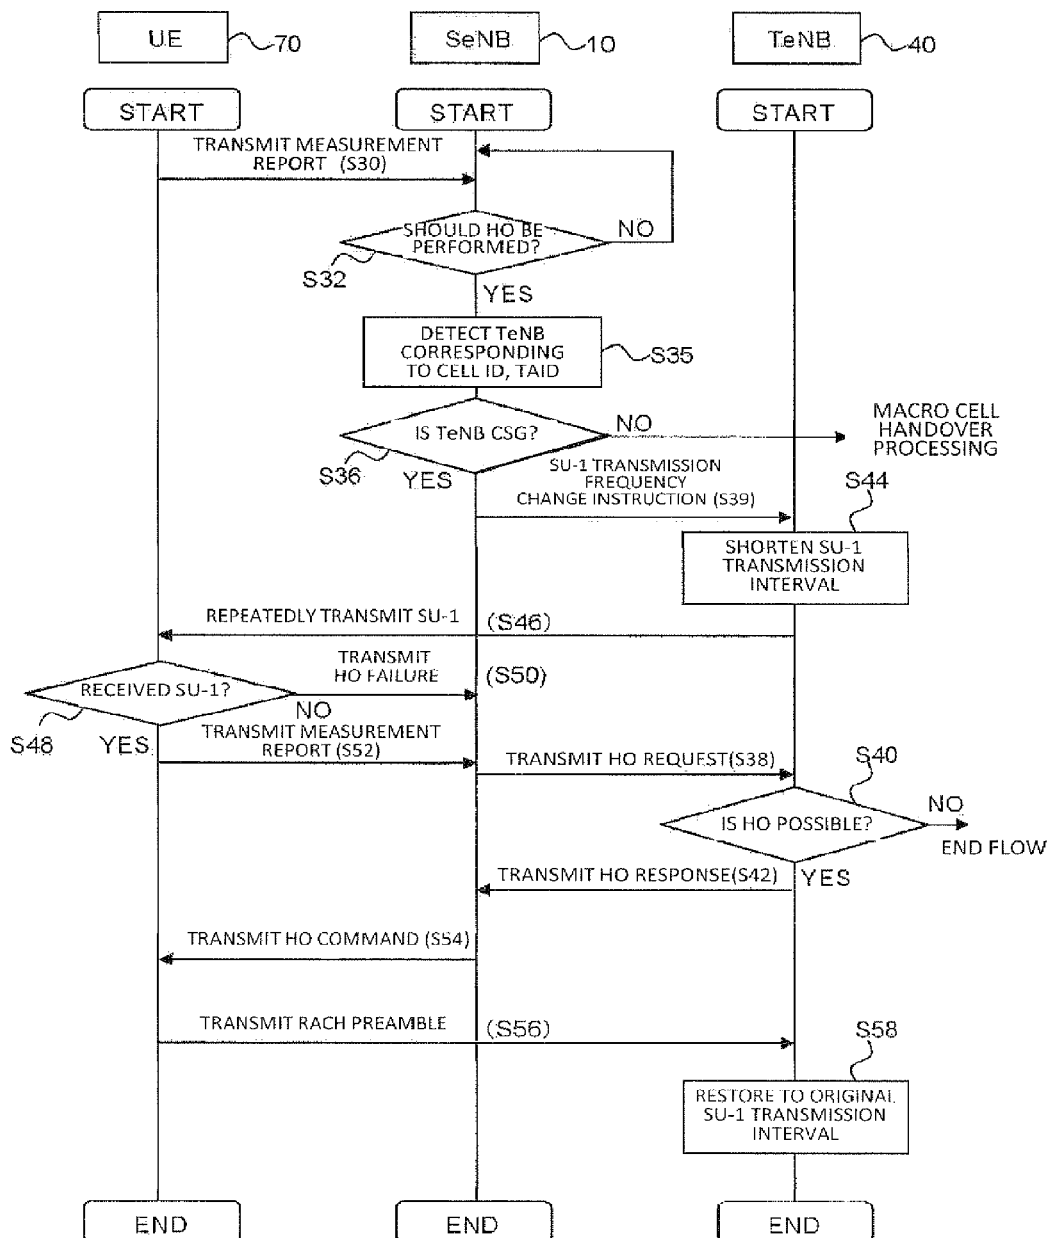 UE
70
SeNB
10
TeNB
40
START
START
START
TRANSMIT MEASUREMENT
REPORT (S30)
SHOULD HO BE
PERFORMED?
NO
S32
YES
DETECT TeNB
CORRESPONDING
TO CELL ID, TAID
S35
IS TeNB CSG?
NO
MACRO CELL
HANDOVER
PROCESSING
S36
YES
SU-1 TRANSMISSION
FREQUENCY
CHANGE INSTRUCTION (S39)
S44
SHORTEN SU-1
TRANSMISSION
INTERVAL
REPEATEDLY TRANSMIT SU-1
(S46)
TRANSMIT
HO FAILURE
(S50)
RECEIVED SU-1?
NO
S48
YES
TRANSMIT MEASUREMENT
REPORT (S52)
TRANSMIT HO REQUEST(S38)
S40
IS HO POSSIBLE?
NO
END FLOW
YES
TRANSMIT HO RESPONSE(S42)
TRANSMIT HO COMMAND (S54)
TRANSMIT RACH PREAMBLE
(S56)
S58
RESTORE TO ORIGINAL
SU-1 TRANSMISSION
INTERVAL
END
END
END